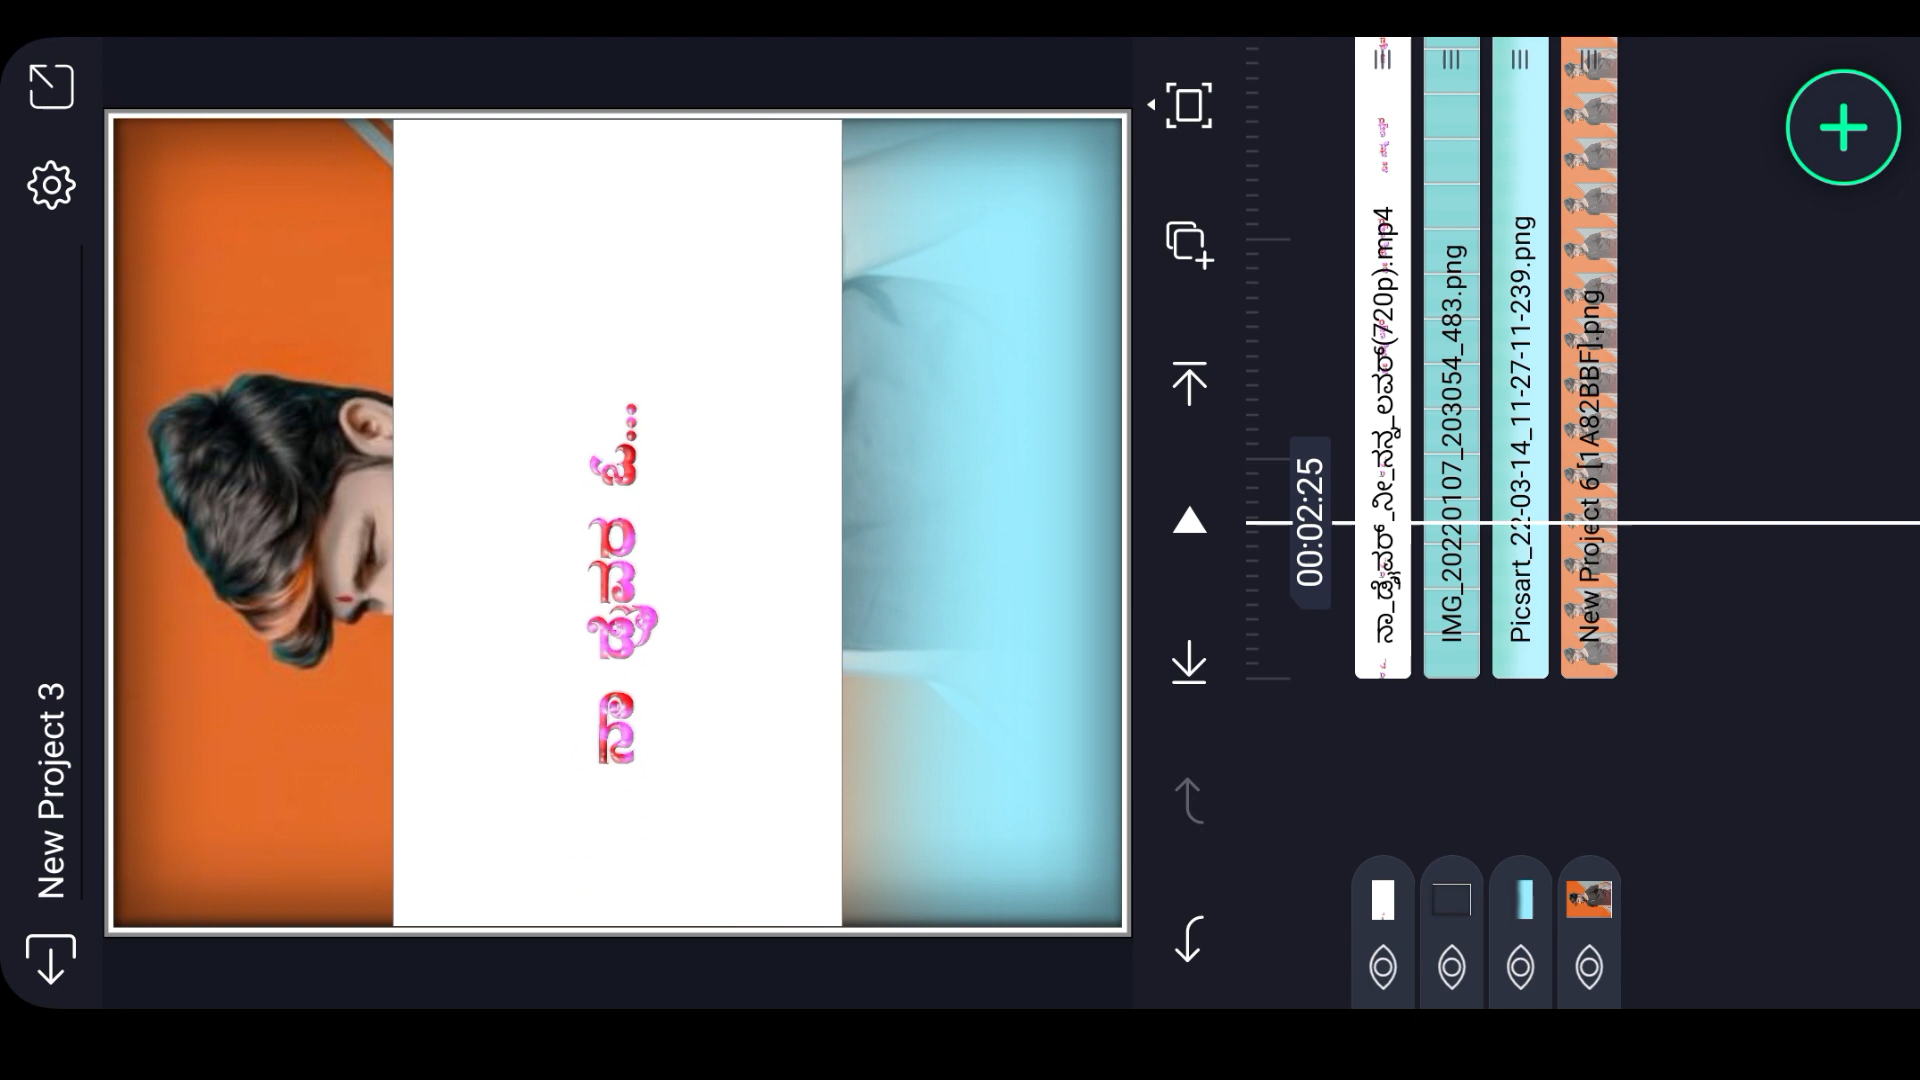 New Project 3
00:02:25
ನಾ_ಡ್ರೈವರ್_ನೀ_ನನ್ನ_ಲವರ್(720p).mp4
IMG_20220107_203054_483.png
Picsart_22-03-14_11-27-11-239.png
New Project 6 [1A82BBF].png